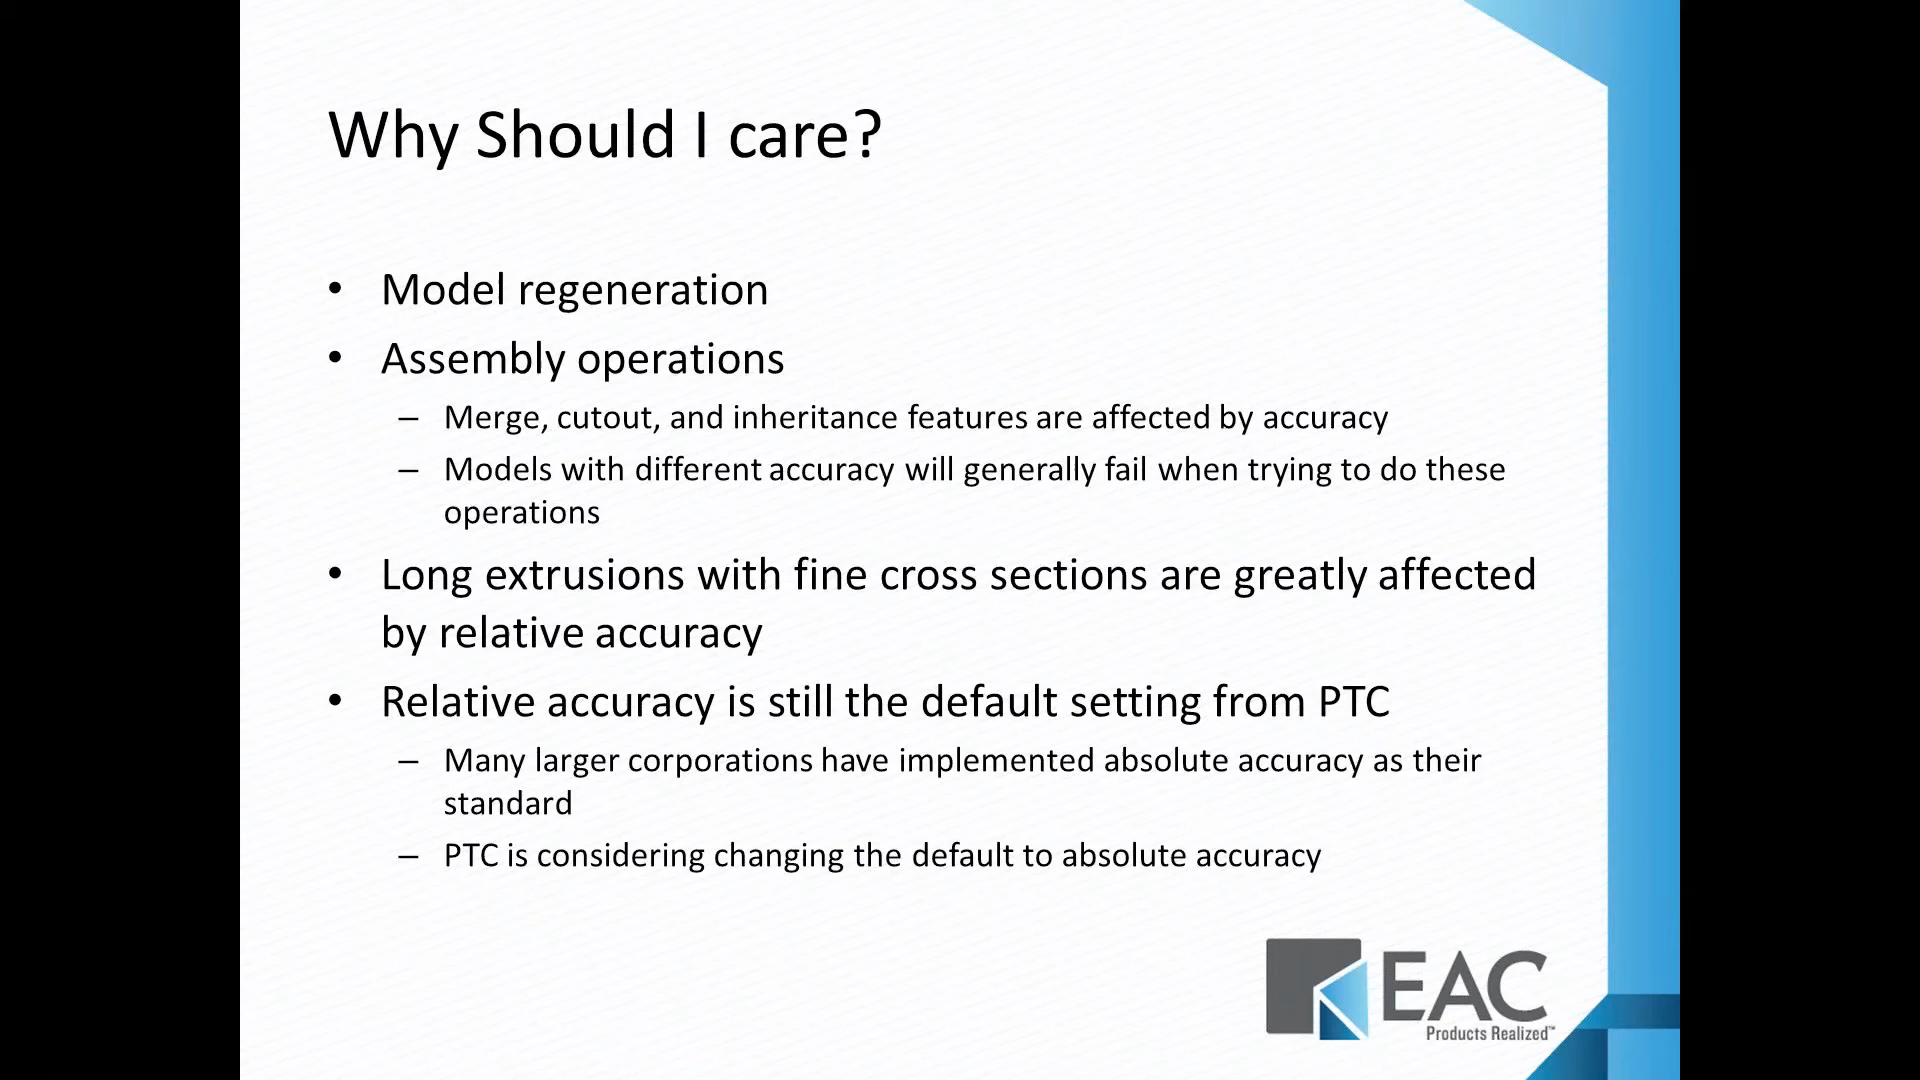 Why Should I care?
• Model regeneration
• Assembly operations
– Merge, cutout, and inheritance features are affected by accuracy
– Models with different accuracy will generally fail when trying to do these
operations
• Long extrusions with fine cross sections are greatly affected
by relative accuracy
• Relative accuracy is still the default setting from PTC
– Many larger corporations have implemented absolute accuracy as their
standard
– PTC is considering changing the default to absolute accuracy
EAC
Products Realized™